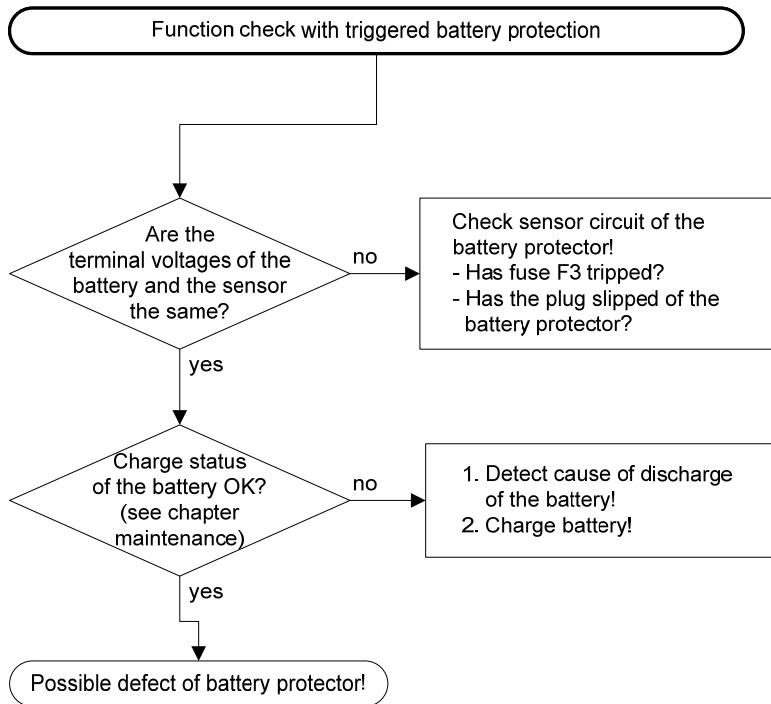 Function check with triggered battery protection
Are the
terminal voltages of the
battery and the sensor
the same?
no
Check sensor circuit of the
battery protector!
- Has fuse F3 tripped?
- Has the plug slipped of the
battery protector?
yes
Charge status
of the battery OK?
(see chapter
maintenance)
no
1. Detect cause of discharge
of the battery!
2. Charge battery!
yes
Possible defect of battery protector!